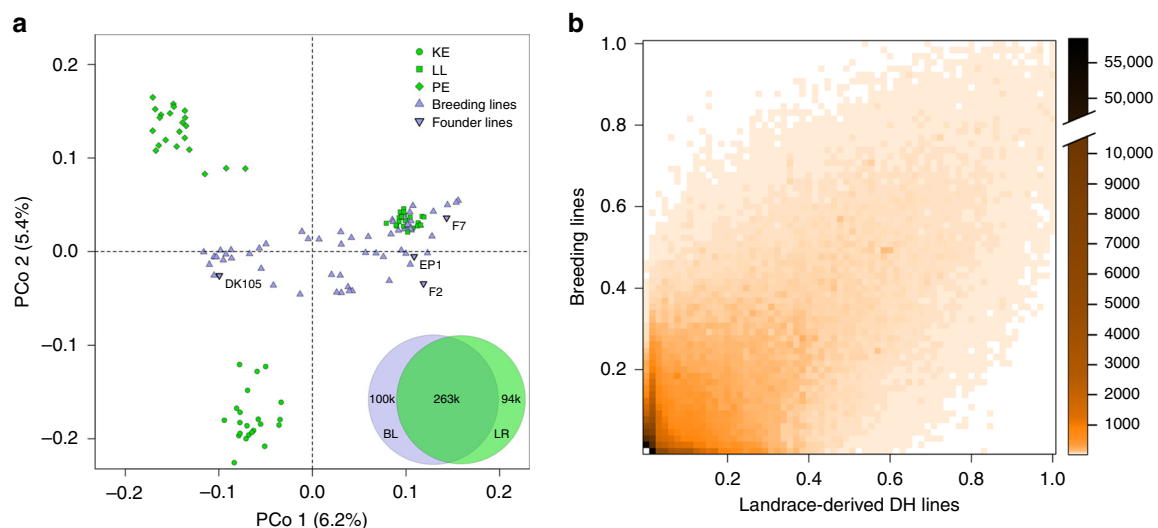 a
0.2
0.1
0.0
−0.1
−0.2
PCo 2 (5.4%)
−0.2
−0.1
0.0
0.1
0.2
PCo 1 (6.2%)
KE
LL
PE
Breeding lines
Founder lines
F7
EP1
F2
DK105
100k
263k
94k
BL
LR
b
1.0
0.8
0.6
0.4
0.2
Breeding lines
0.2
0.4
0.6
0.8
1.0
Landrace-derived DH lines
55,000
50,000
10,000
9000
8000
7000
6000
5000
4000
3000
2000
1000